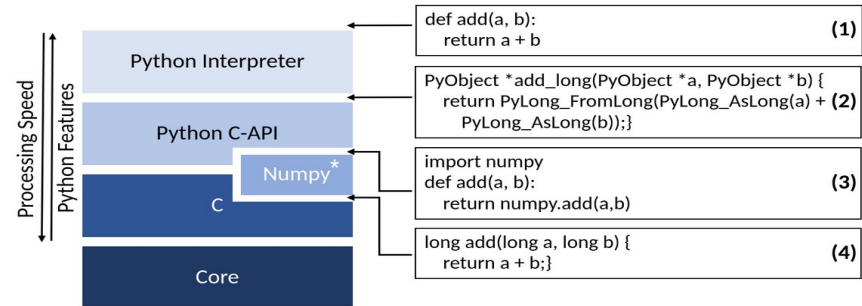 Processing Speed
Python Features
Python Interpreter
Python C-API
Numpy*
C
Core
def add(a, b):
return a + b
(1)
PyObject *add_long(PyObject *a, PyObject *b) {
return PyLong_FromLong(PyLong_AsLong(a) +
PyLong_AsLong(b));}
(2)
import numpy
def add(a, b):
return numpy.add(a,b)
(3)
long add(long a, long b) {
return a + b;}
(4)